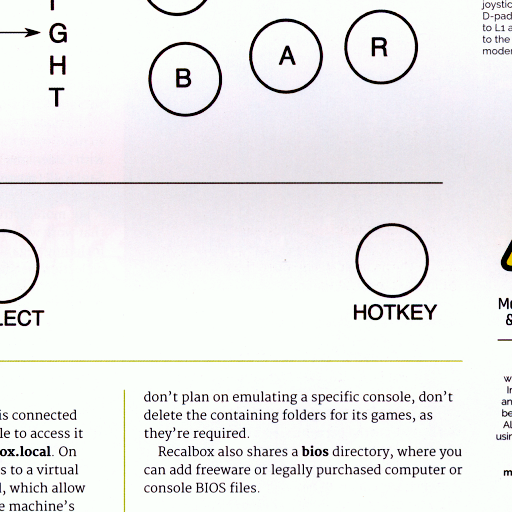 G
H
T
B
A
R
LECT
HOTKEY
is connected
le to access it
ox.local. On
s to a virtual
l, which allow
e machine's
don't plan on emulating a specific console, don't
delete the containing folders for its games, as
they're required.
Recalbox also shares a bios directory, where you
can add freeware or legally purchased computer or
console BIOS files.
joystic
D-pad
to L1 a
to the
moder
Mo
&
w
I
an
be
Al
usin
m